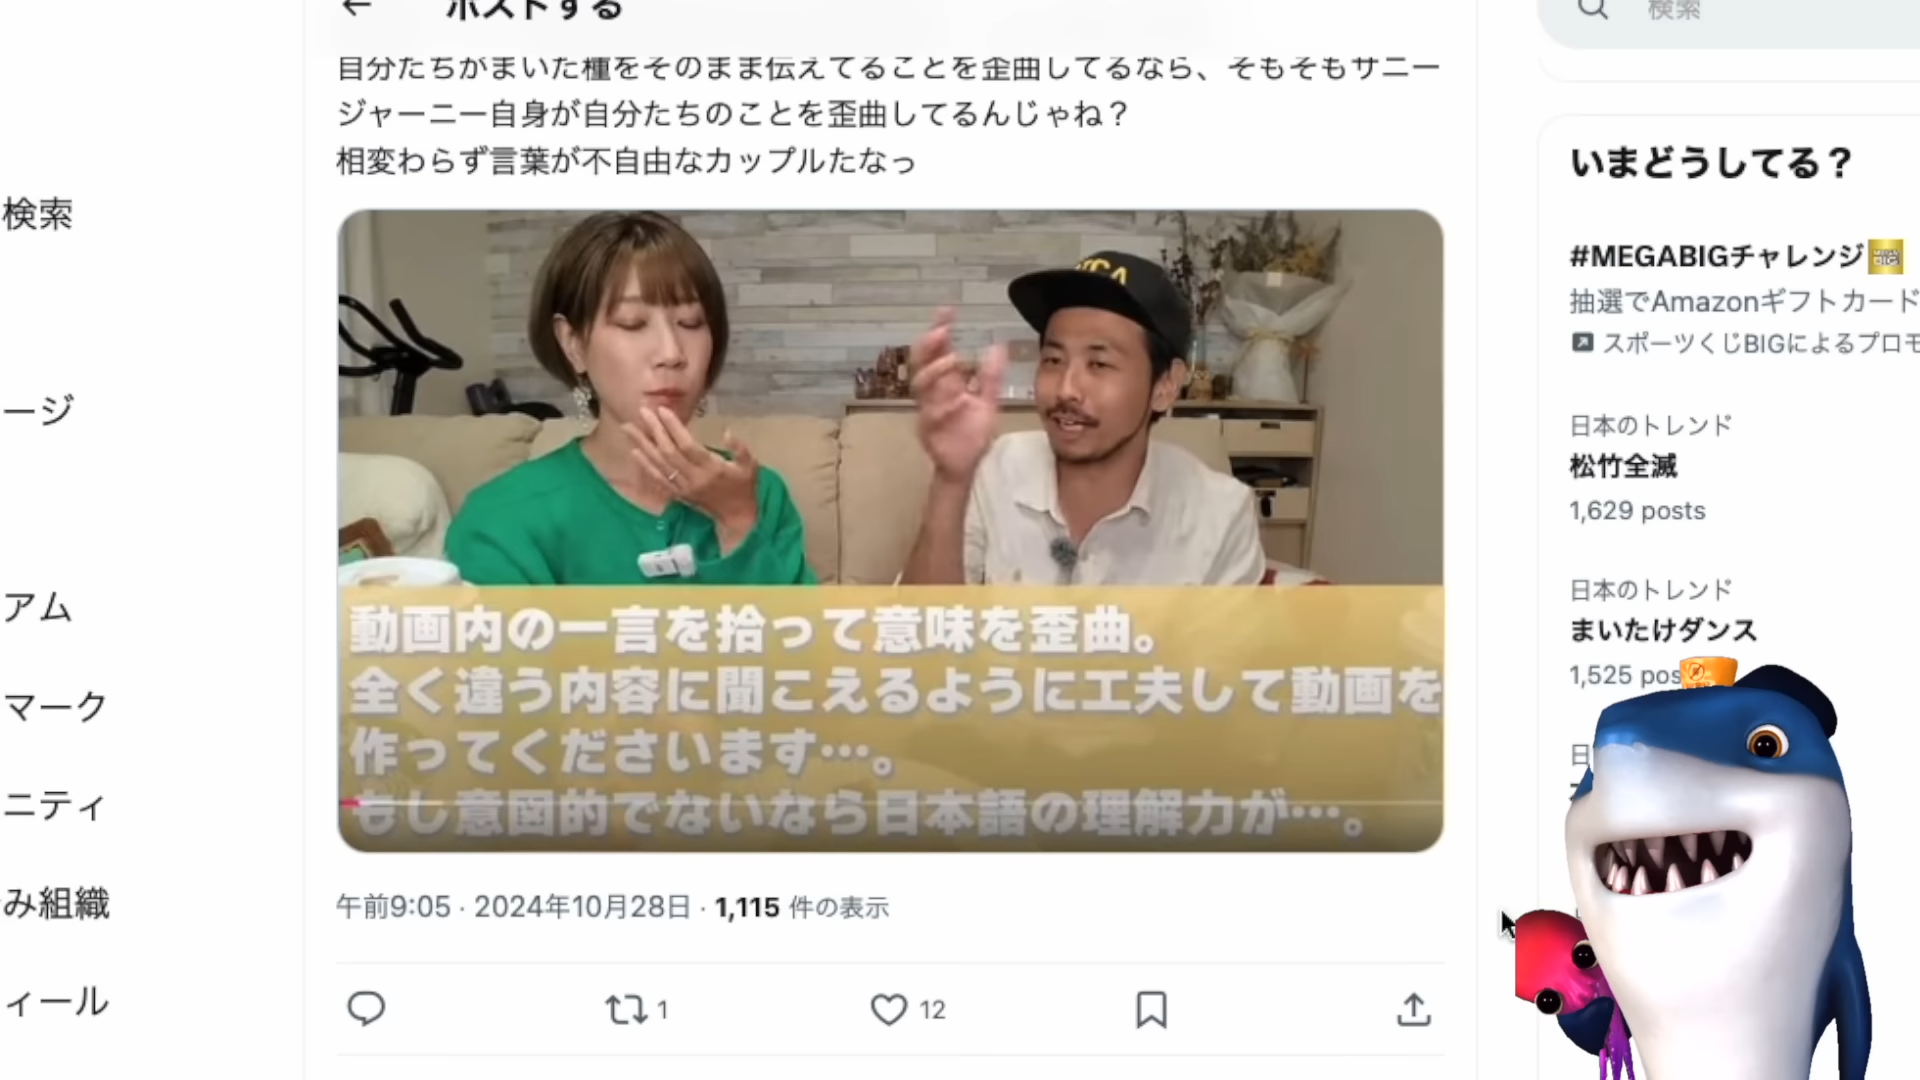 ポストする
検索
自分たちがまいた種をそのまま伝えてることを歪曲してるなら、そもそもサニー
ジャーニー自身が自分たちのことを歪曲してるんじゃね？
相変わらず言葉が不自由なカップルたなっ
動画内の一言を拾って意味を歪曲。
全く違う内容に聞こえるように工夫して動画を
作ってくださいます…。
もし意図的でないなら日本語の理解力が…。
午前9:05 · 2024年10月28日 · 1,115 件の表示
1
12
検索
ージ
アム
マーク
ニティ
み組織
ィール
いまどうしてる？
#MEGABIGチャレンジ
抽選でAmazonギフトカード
スポーツくじBIGによるプロモ
日本のトレンド
松竹全滅
1,629 posts
日本のトレンド
まいたけダンス
1,525 pos
日